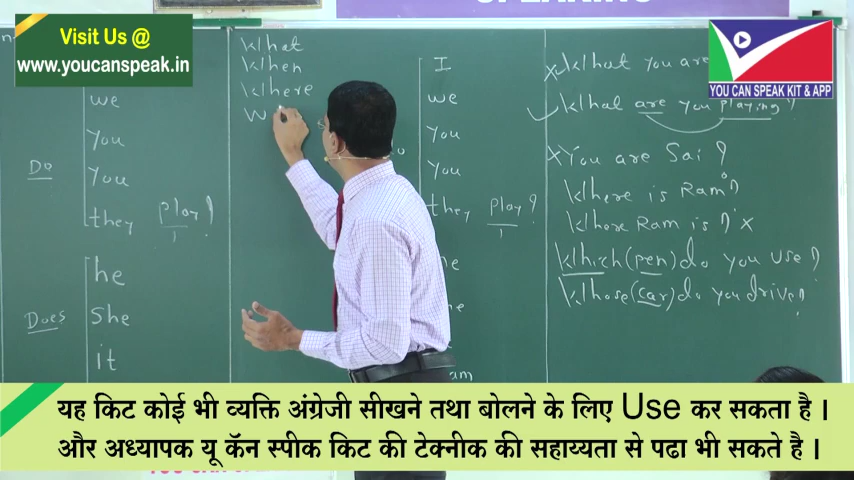 SPEAKING
Visit Us @
www.youcanspeak.in
YOU CAN SPEAK KIT & APP
we
you
Do
you
they play?
he
Does
She
it
What
When
Where
W
I
we
you
you
they play?
he
am
x What you are
✓ What are you playing?
x You are Sai?
Where is Ram?
Where Ram is? x
Which (pen) do you use?
Whose (car) do you drive?
यह किट कोई भी व्यक्ति अंग्रेजी सीखने तथा बोलने के लिए Use कर सकता है ।
और अध्यापक यू कॅन स्पीक किट की टेक्नीक की सहाय्यता से पढा भी सकते है ।